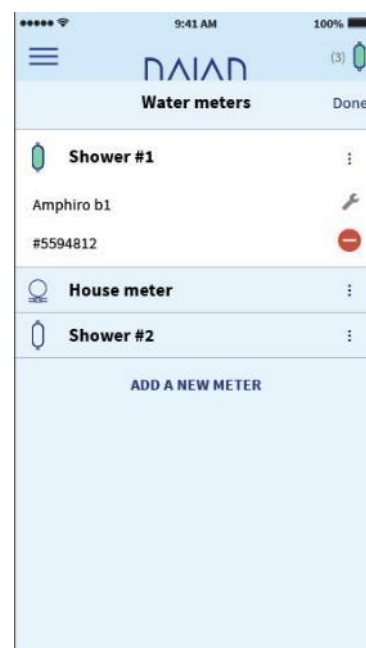 9:41 AM 100%
DAIAD
(3)
Water meters Done
Shower #1
Amphiro b1
#5594812
House meter
Shower #2
ADD A NEW METER